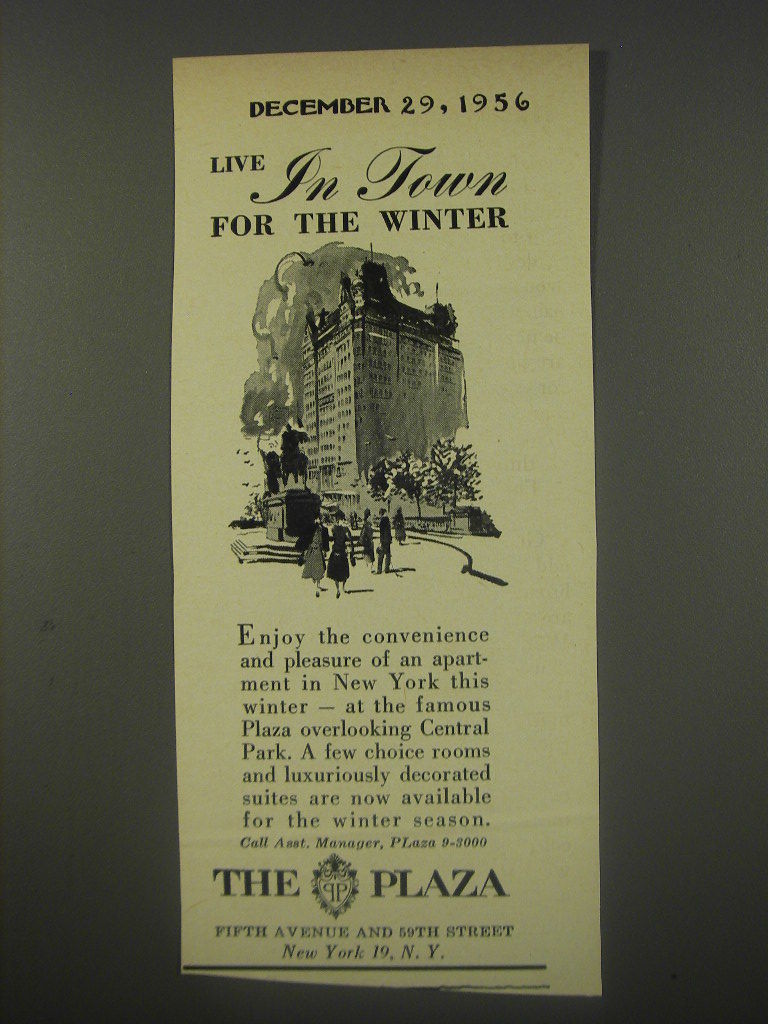 DECEMBER 29, 1956
LIVE In Town
FOR THE WINTER
Enjoy the convenience
and pleasure of an apart-
ment in New York this
winter — at the famous
Plaza overlooking Central
Park. A few choice rooms
and luxuriously decorated
suites are now available
for the winter season.
Call Asst. Manager, PLaza 9-3000
THE PP PLAZA
FIFTH AVENUE AND 59TH STREET
New York 19, N. Y.